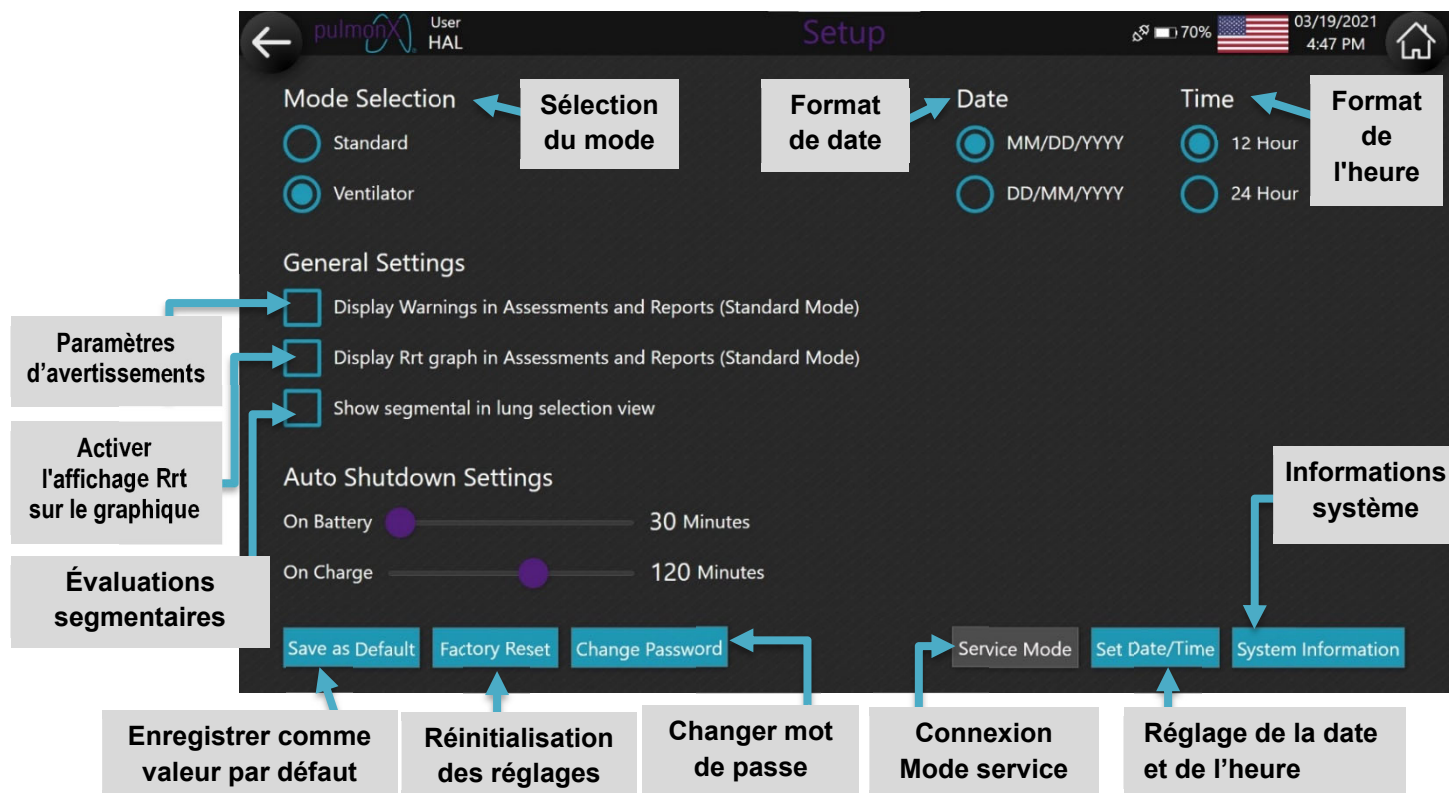 pulmonX
User
HAL
Setup
70%
03/19/2021
4:47 PM
Mode Selection
Sélection
du mode
Format
de date
Date
Time
Format
de
l'heure
Standard
MM/DD/YYYY
12 Hour
Ventilator
DD/MM/YYYY
24 Hour
General Settings
Display Warnings in Assessments and Reports (Standard Mode)
Paramètres
d’avertissements
Display Rrt graph in Assessments and Reports (Standard Mode)
Show segmental in lung selection view
Activer
l'affichage Rrt
sur le graphique
Auto Shutdown Settings
Informations
système
On Battery
30 Minutes
On Charge
120 Minutes
Évaluations
segmentaires
Save as Default
Factory Reset
Change Password
Service Mode
Set Date/Time
System Information
Enregistrer comme
valeur par défaut
Réinitialisation
des réglages
Changer mot
de passe
Connexion
Mode service
Réglage de la date
et de l’heure